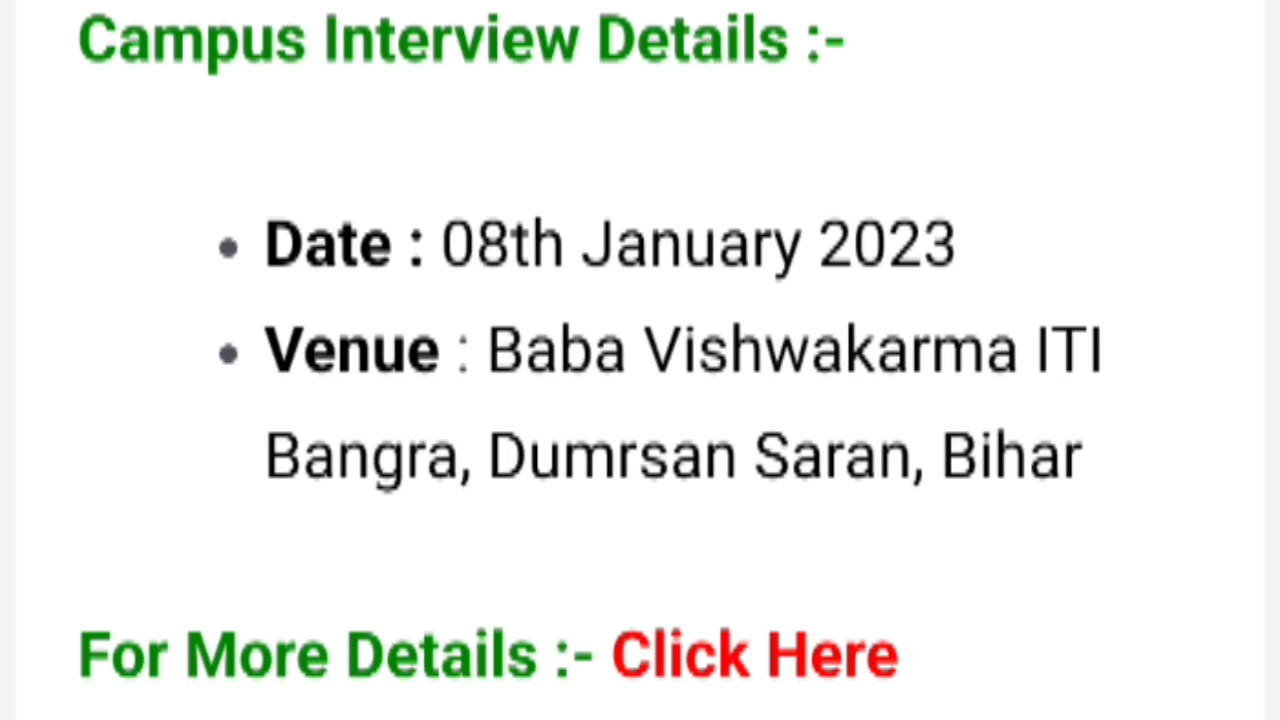 Campus Interview Details :-
• Date : 08th January 2023
• Venue : Baba Vishwakarma ITI
Bangra, Dumrsan Saran, Bihar
For More Details :- Click Here